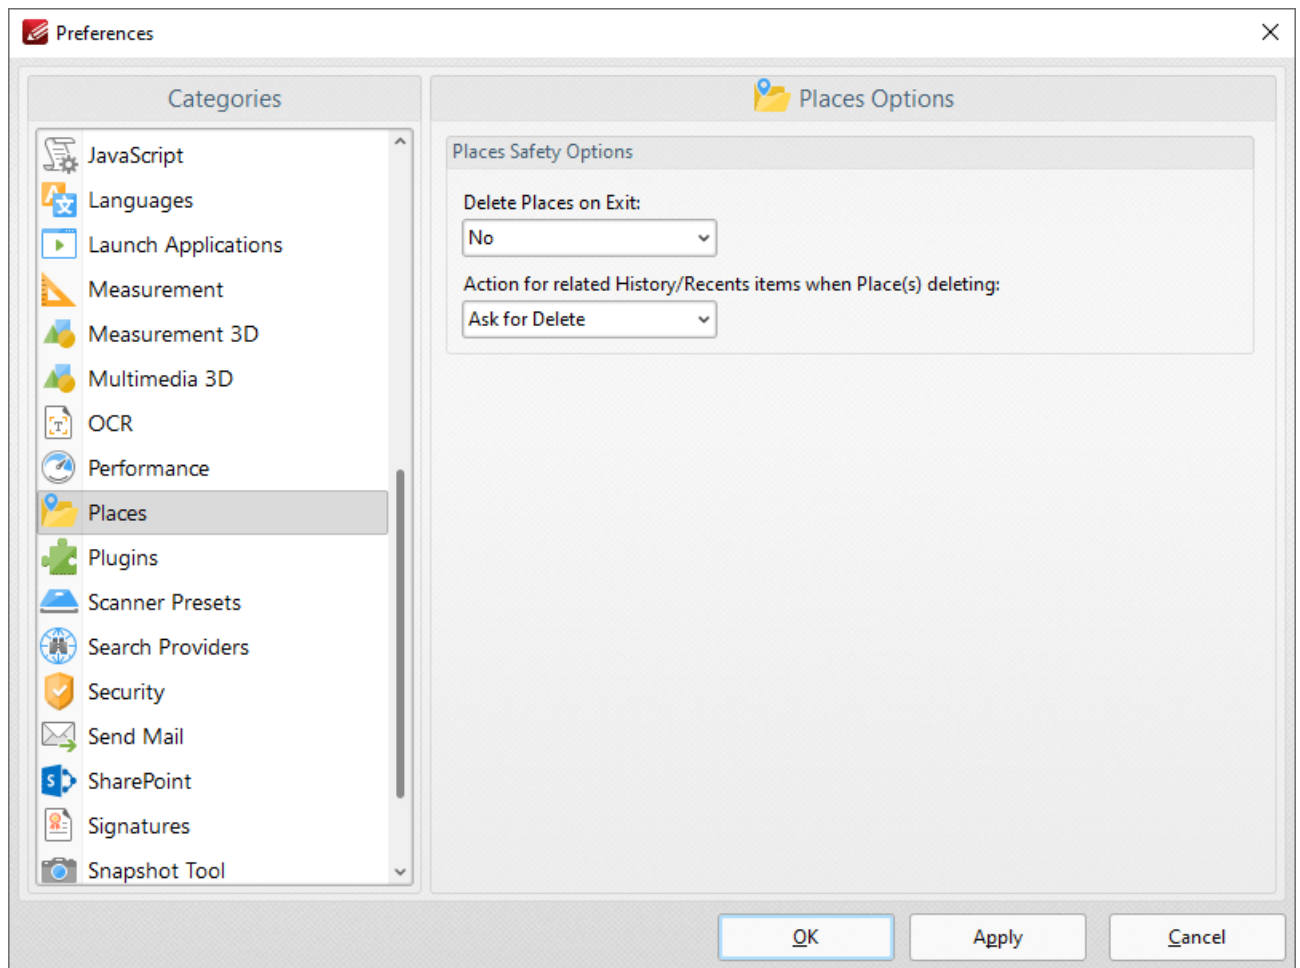 Preferences
Categories
JavaScript
Languages
Launch Applications
Measurement
Measurement 3D
Multimedia 3D
OCR
Performance
Places
Plugins
Scanner Presets
Search Providers
Security
Send Mail
SharePoint
Signatures
Snapshot Tool
Places Options
Places Safety Options
Delete Places on Exit:
No
Action for related History/Recents items when Place(s) deleting:
Ask for Delete
OK
Apply
Cancel